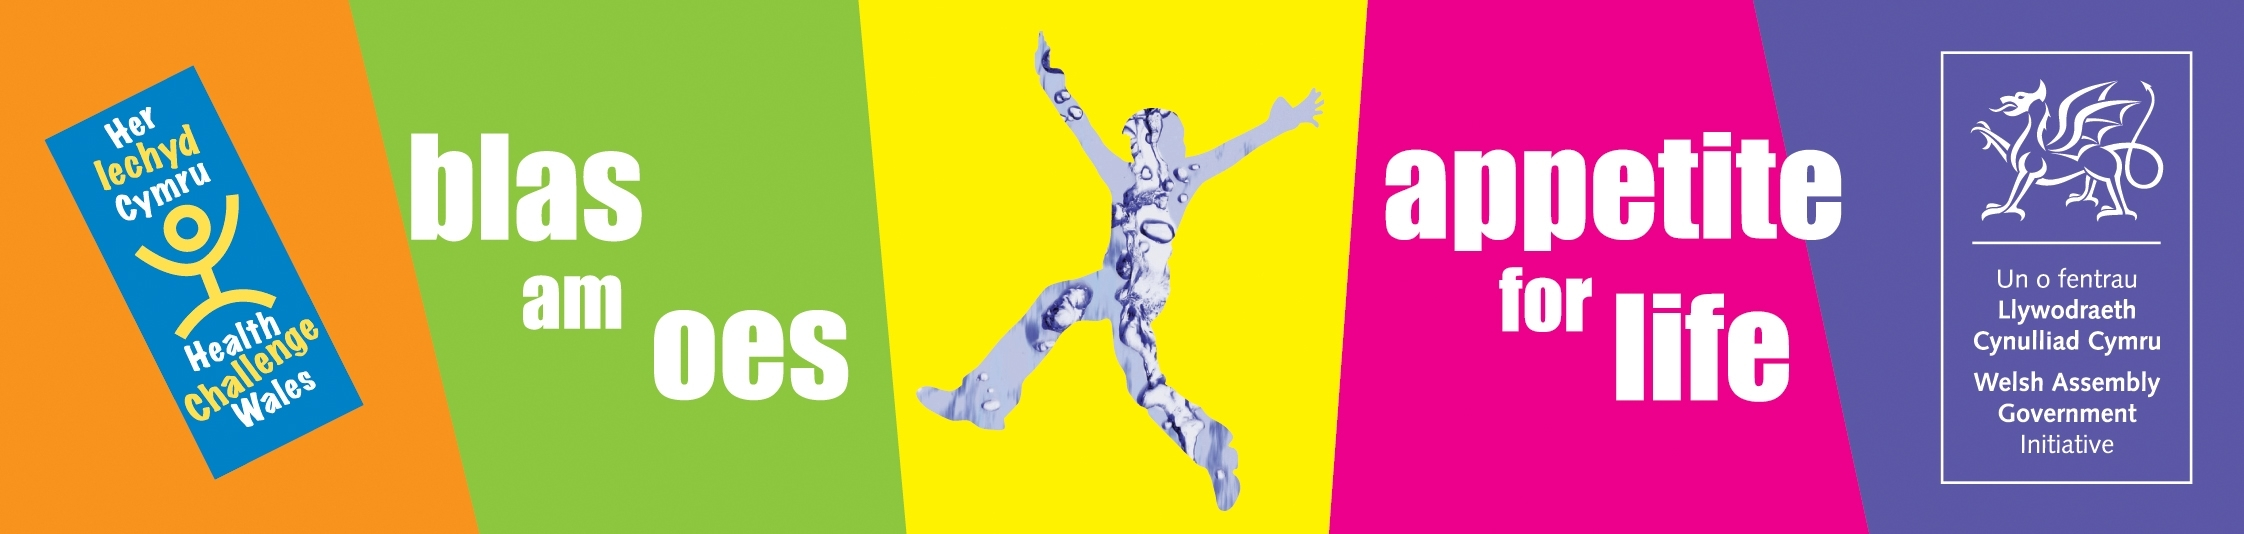 Her
Iechyd
Cymru
Health
Challenge
Wales
blas
am
oes
appetite
for
life
Un o fentrau
Llywodraeth
Cynulliad Cymru
Welsh Assembly
Government
Initiative